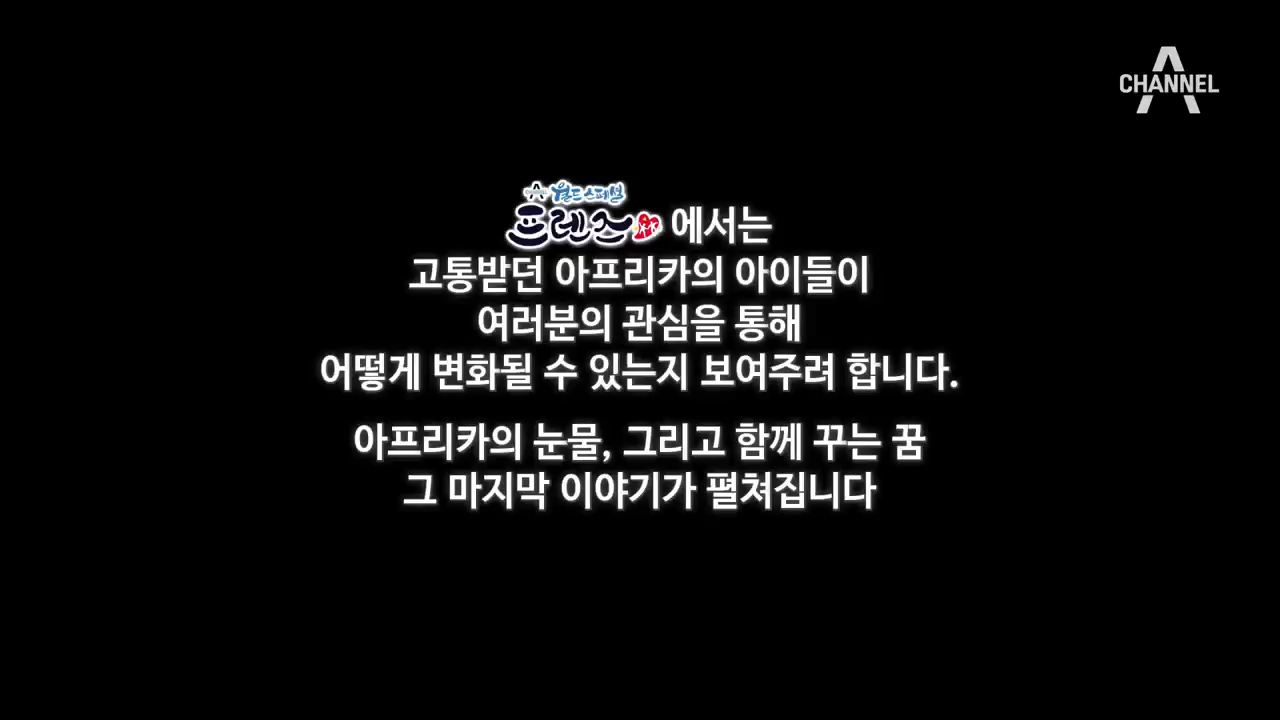 CHANNEL A
월드스페셜
프렌즈 에서는
고통받던 아프리카의 아이들이
여러분의 관심을 통해
어떻게 변화될 수 있는지 보여주려 합니다.
아프리카의 눈물, 그리고 함께 꾸는 꿈
그 마지막 이야기가 펼쳐집니다